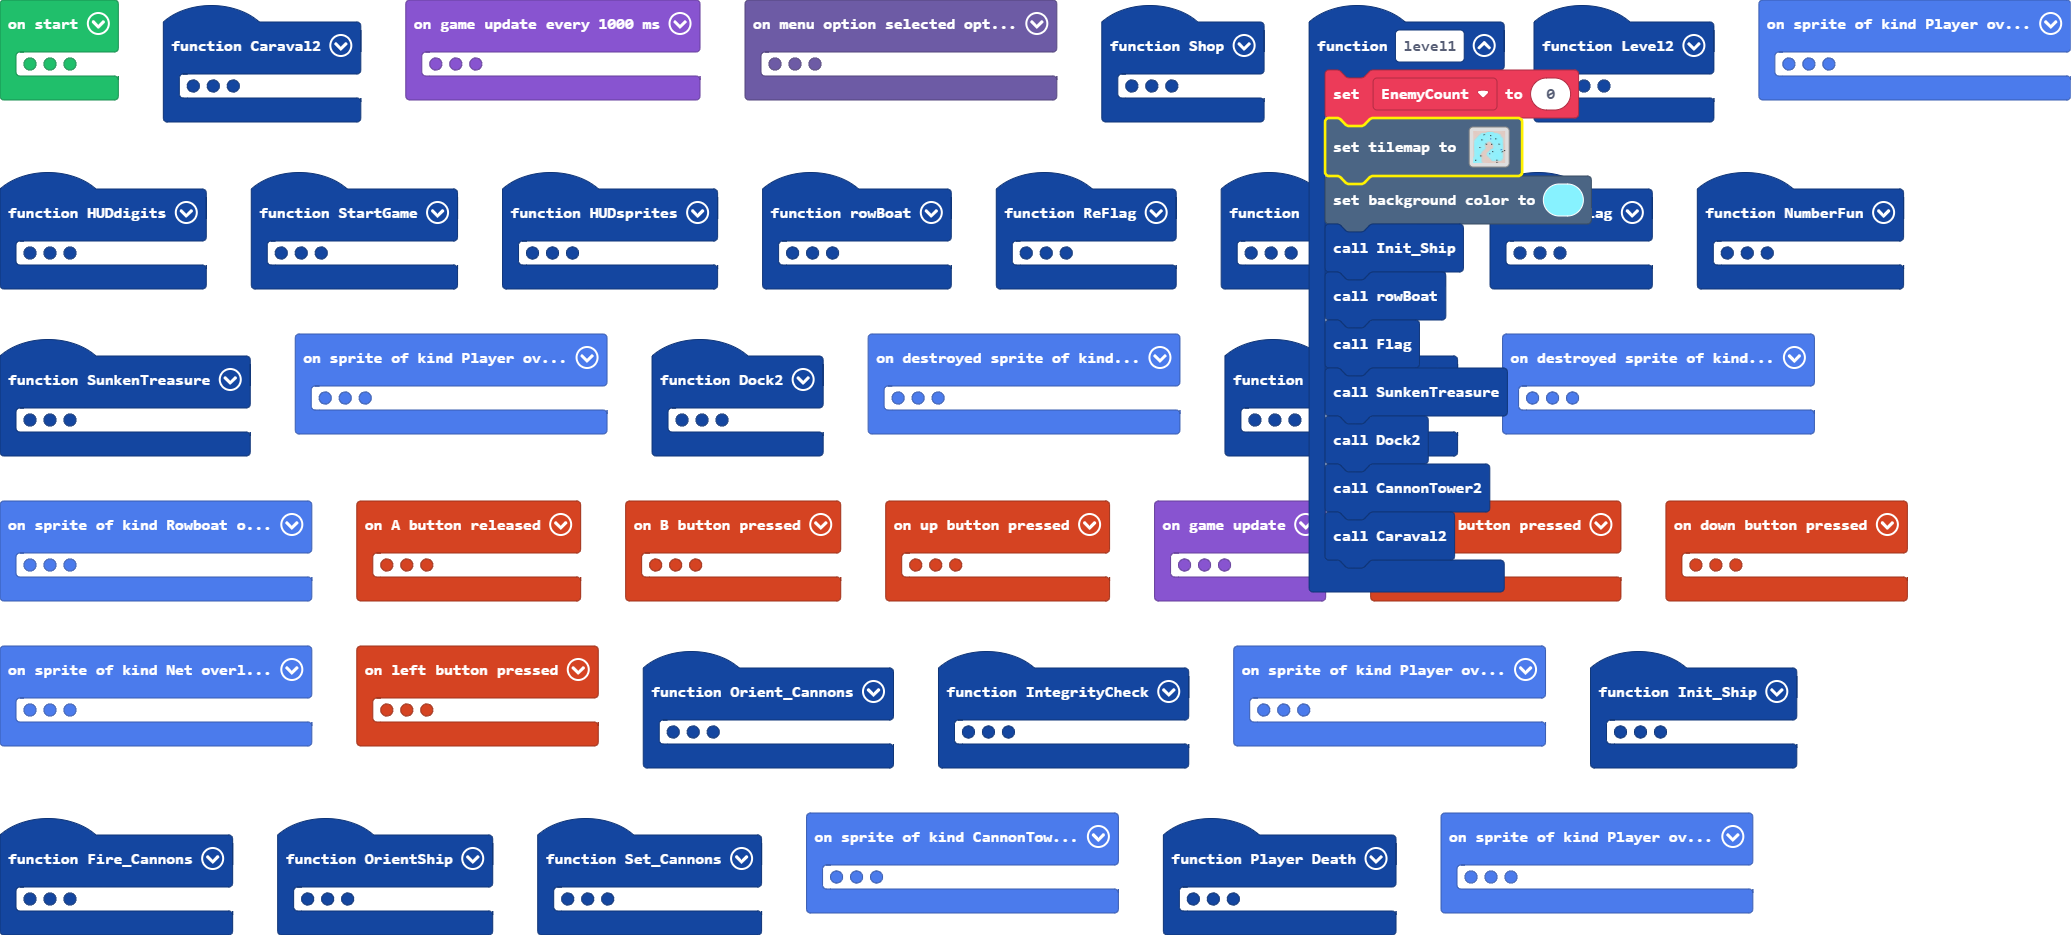 on start
function Caraval2
on game update every 1000 ms
on menu option selected opt...
function Shop
function level1
function Level2
on sprite of kind Player ov...
set EnemyCount to 0
set tilemap to
set background color to
call Init_Ship
call rowBoat
call Flag
call SunkenTreasure
call Dock2
call CannonTower2
call Caraval2
function HUDdigits
function StartGame
function HUDsprites
function rowBoat
function ReFlag
function
lag
function NumberFun
function SunkenTreasure
on sprite of kind Player ov...
function Dock2
on destroyed sprite of kind...
function
on destroyed sprite of kind...
on sprite of kind Rowboat o...
on A button released
on B button pressed
on up button pressed
on game update
button pressed
on down button pressed
on sprite of kind Net overl...
on left button pressed
function Orient_Cannons
function IntegrityCheck
on sprite of kind Player ov...
function Init_Ship
function Fire_Cannons
function OrientShip
function Set_Cannons
on sprite of kind CannonTow...
function Player Death
on sprite of kind Player ov...